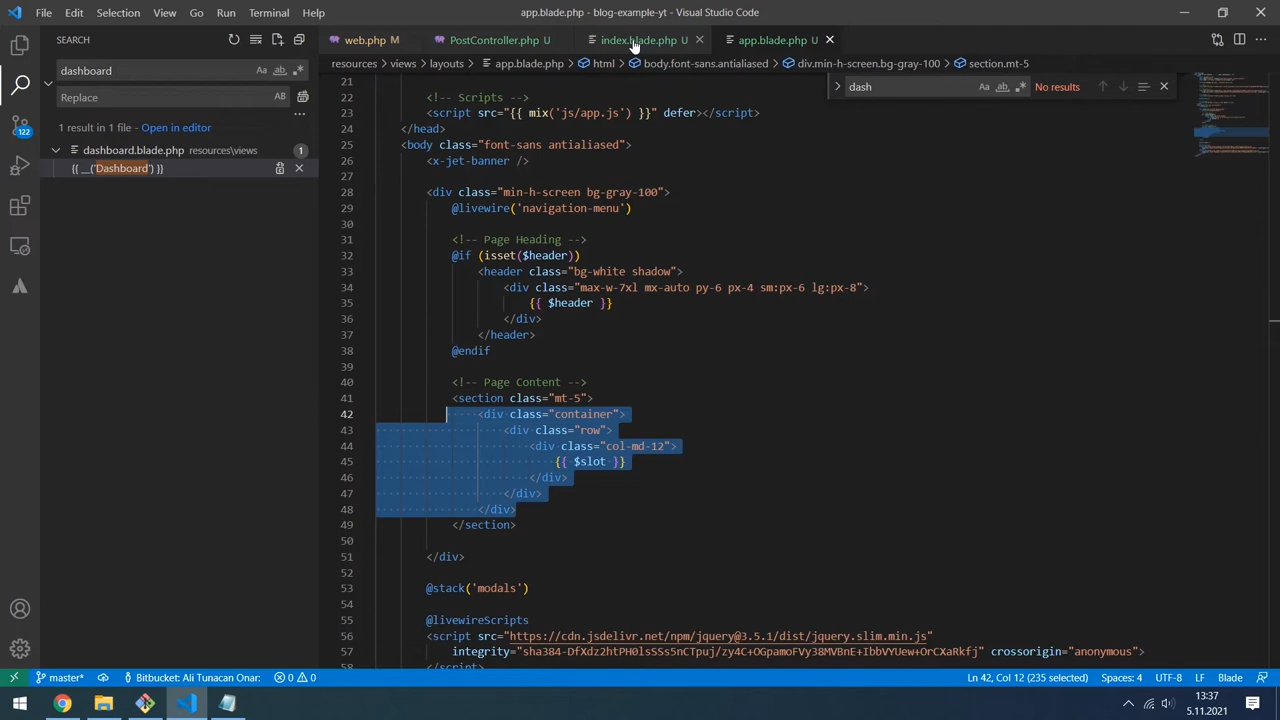 File Edit Selection View Go Run Terminal Help
app.blade.php - blog-example-yt - Visual Studio Code
SEARCH
web.php M
PostController.php U
index.blade.php U
app.blade.php U
dashboard
Aa
Replace
AB
resources > views > layouts > app.blade.php > html > body.font-sans.antialiased > div.min-h-screen.bg-gray-100 > section.mt-5
dash
Aa
No results
1 result in 1 file - Open in editor
dashboard.blade.php resources\views 1
{{ __('Dashboard') }}
21
22 <!-- Scripts -->
23 <script src="{{ mix('js/app.js') }}" defer></script>
24 </head>
25 <body class="font-sans antialiased">
26 <x-jet-banner />
27
28 <div class="min-h-screen bg-gray-100">
29 @livewire('navigation-menu')
30
31 <!-- Page Heading -->
32 @if (isset($header))
33 <header class="bg-white shadow">
34 <div class="max-w-7xl mx-auto py-6 px-4 sm:px-6 lg:px-8">
35 {{ $header }}
36 </div>
37 </header>
38 @endif
39
40 <!-- Page Content -->
41 <section class="mt-5">
42 <div class="container">
43 <div class="row">
44 <div class="col-md-12">
45 {{ $slot }}
46 </div>
47 </div>
48 </div>
49 </section>
50
51 </div>
52
53 @stack('modals')
54
55 @livewireScripts
56 <script src="https://cdn.jsdelivr.net/npm/jquery@3.5.1/dist/jquery.slim.min.js"
57 integrity="sha384-DfXdz2htPH0lsSSs5nCTpuj/zy4C+OGpamoFVy38MVBnE+IbbVYUew+OrCXaRkfj" crossorigin="anonymous">
58 </script>
122
master*
Bitbucket: Ali Tunacan Onar:
0 0
Ln 42, Col 12 (235 selected)
Spaces: 4
UTF-8
LF
Blade
13:37
5.11.2021